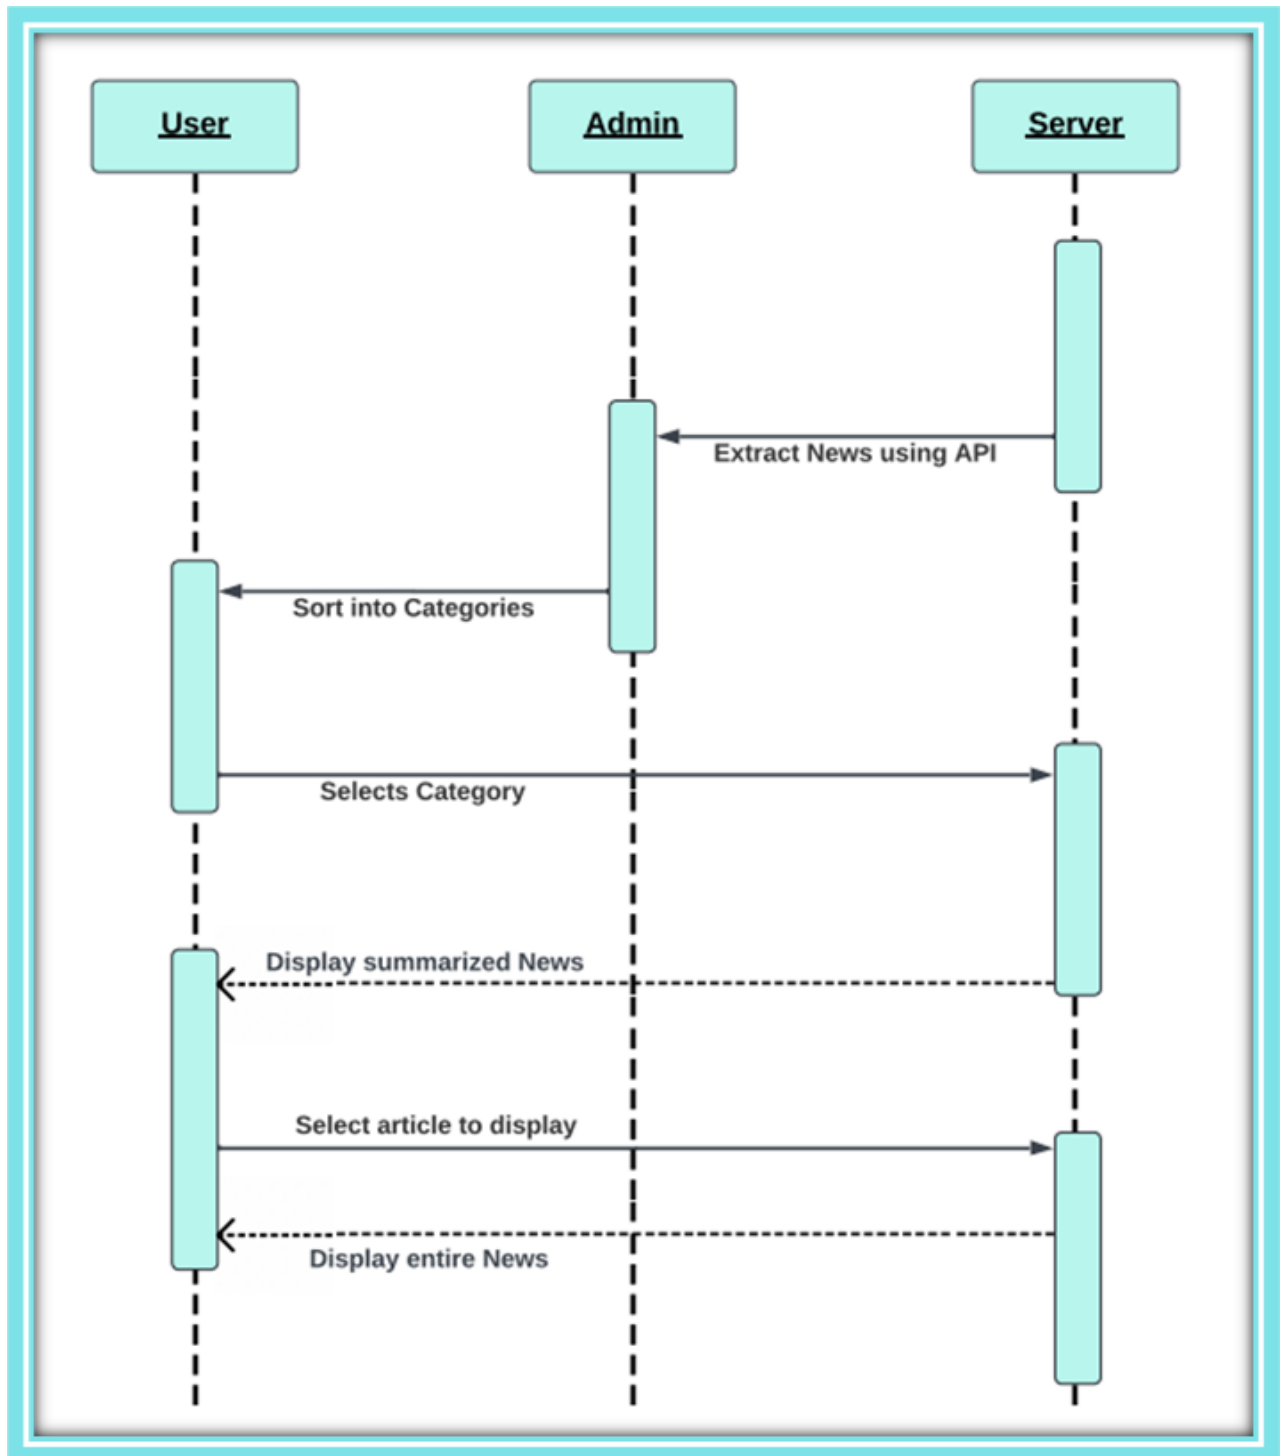 User
Admin
Server
Extract News using API
Sort into Categories
Selects Category
Display summarized News
Select article to display
Display entire News